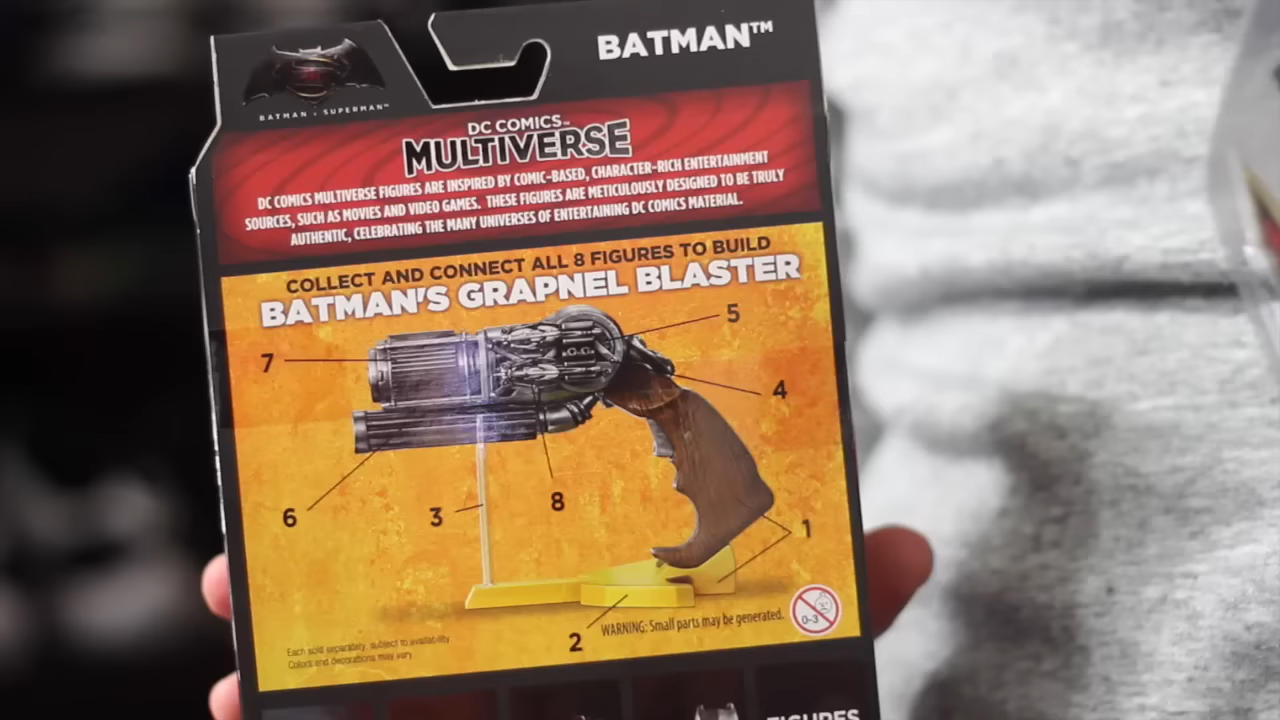 BATMAN™
BATMAN v SUPERMAN™
DC COMICS™
MULTIVERSE
DC COMICS MULTIVERSE FIGURES ARE INSPIRED BY COMIC-BASED, CHARACTER-RICH ENTERTAINMENT
SOURCES, SUCH AS MOVIES AND VIDEO GAMES. THESE FIGURES ARE METICULOUSLY DESIGNED TO BE TRULY
AUTHENTIC, CELEBRATING THE MANY UNIVERSES OF ENTERTAINING DC COMICS MATERIAL.
COLLECT AND CONNECT ALL 8 FIGURES TO BUILD
BATMAN'S GRAPNEL BLASTER
5
7
4
8
6
3
1
2
WARNING: Small parts may be generated.
0-3
Each sold separately, subject to availability.
Colors and decorations may vary.
FIGURES